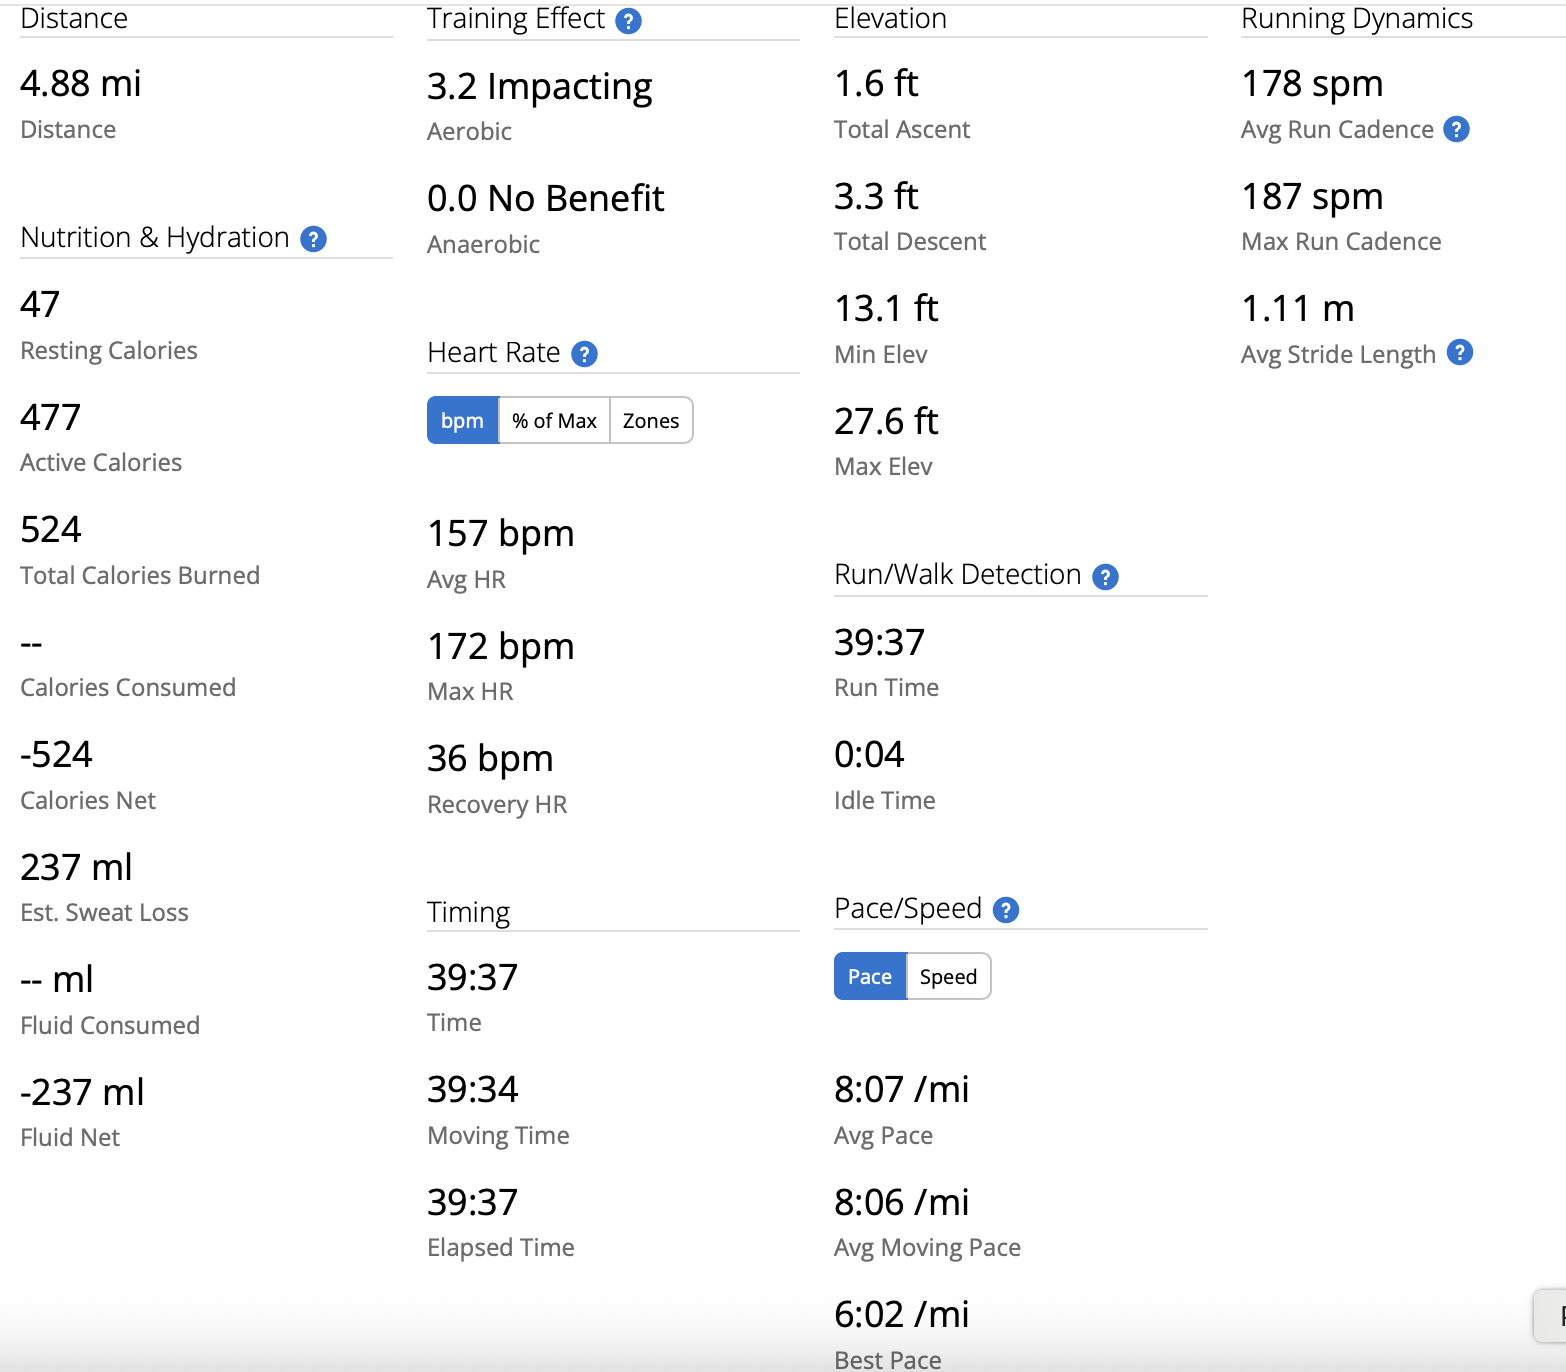 Distance
4.88 mi
Distance
Nutrition & Hydration ?
47
Resting Calories
477
Active Calories
524
Total Calories Burned
--
Calories Consumed
-524
Calories Net
237 ml
Est. Sweat Loss
-- ml
Fluid Consumed
-237 ml
Fluid Net
Training Effect ?
3.2 Impacting
Aerobic
0.0 No Benefit
Anaerobic
Heart Rate ?
bpm % of Max Zones
157 bpm
Avg HR
172 bpm
Max HR
36 bpm
Recovery HR
Timing
39:37
Time
39:34
Moving Time
39:37
Elapsed Time
Elevation
1.6 ft
Total Ascent
3.3 ft
Total Descent
13.1 ft
Min Elev
27.6 ft
Max Elev
Run/Walk Detection ?
39:37
Run Time
0:04
Idle Time
Pace/Speed ?
Pace Speed
8:07 /mi
Avg Pace
8:06 /mi
Avg Moving Pace
6:02 /mi
Best Pace
Running Dynamics
178 spm
Avg Run Cadence ?
187 spm
Max Run Cadence
1.11 m
Avg Stride Length ?